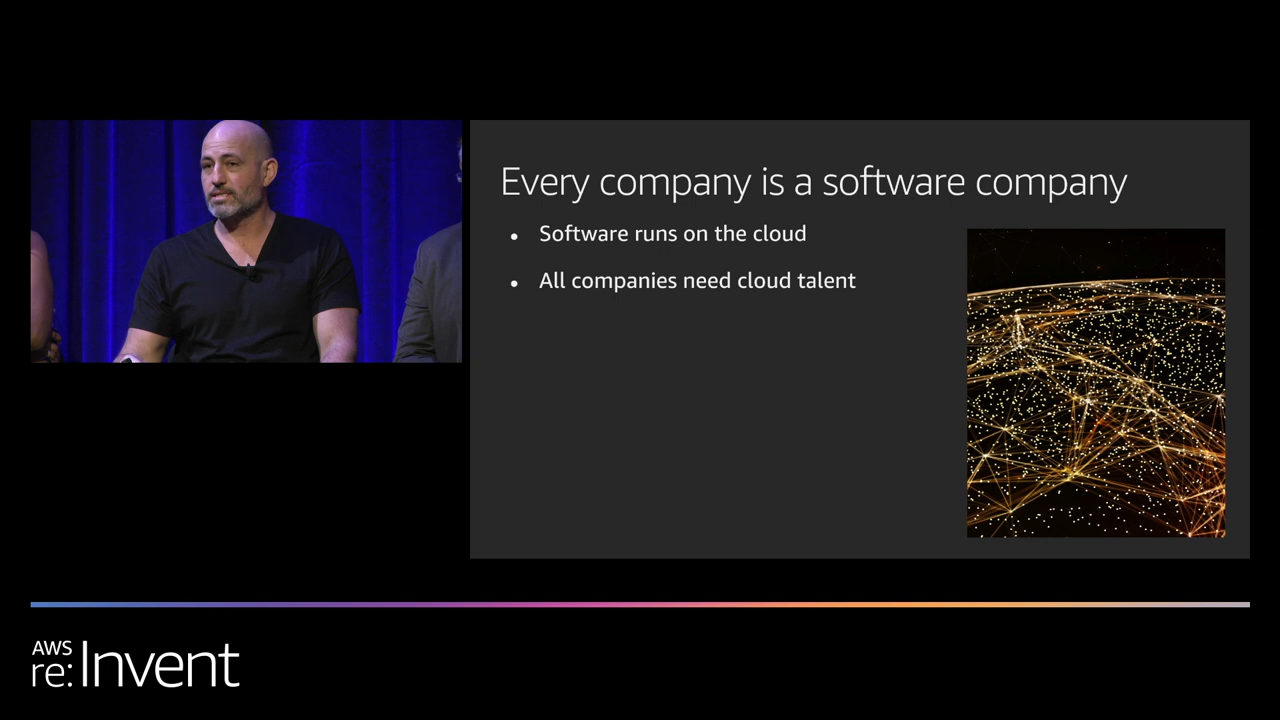 Every company is a software company
• Software runs on the cloud
• All companies need cloud talent
AWS
re:Invent